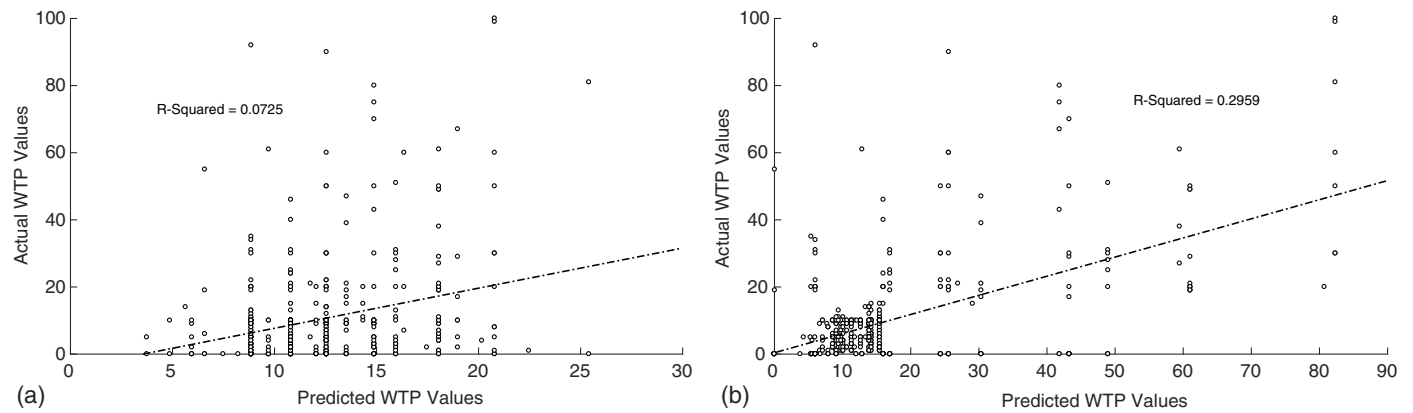 100
80
60
40
20
0
Actual WTP Values
R-Squared = 0.0725
0 5 10 15 20 25 30
Predicted WTP Values
(a)
100
80
60
40
20
0
Actual WTP Values
R-Squared = 0.2959
0 10 20 30 40 50 60 70 80 90
Predicted WTP Values
(b)